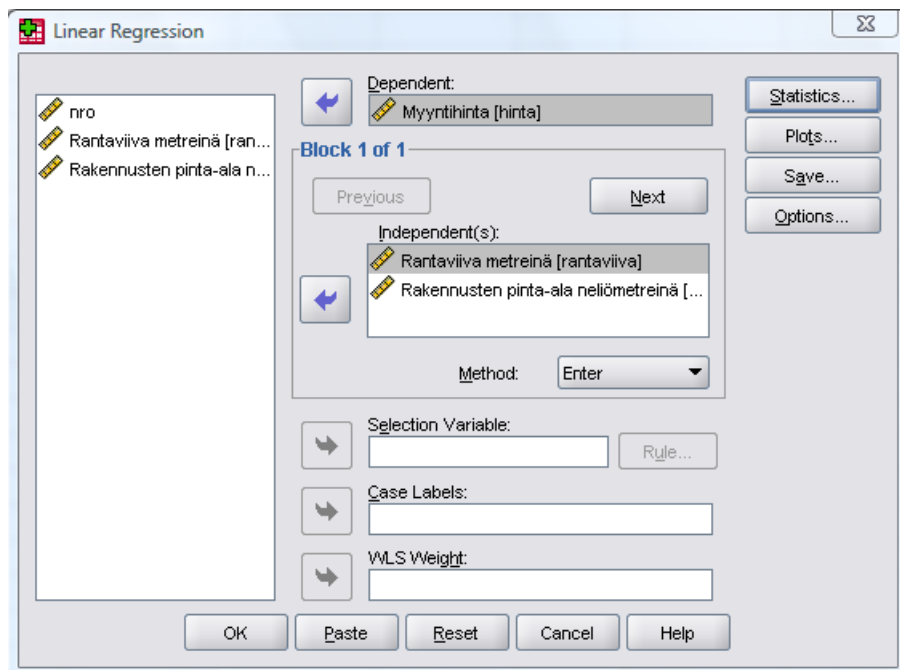 Linear Regression
nro
Rantaviiva metreinä [ran...
Rakennusten pinta-ala n...
Dependent:
Myyntihinta [hinta]
Block 1 of 1
Previous
Next
Independent(s):
Rantaviiva metreinä [rantaviiva]
Rakennusten pinta-ala neliömetreinä [...
Method:
Enter
Selection Variable:
Rule...
Case Labels:
WLS Weight:
Statistics...
Plots...
Save...
Options...
OK
Paste
Reset
Cancel
Help